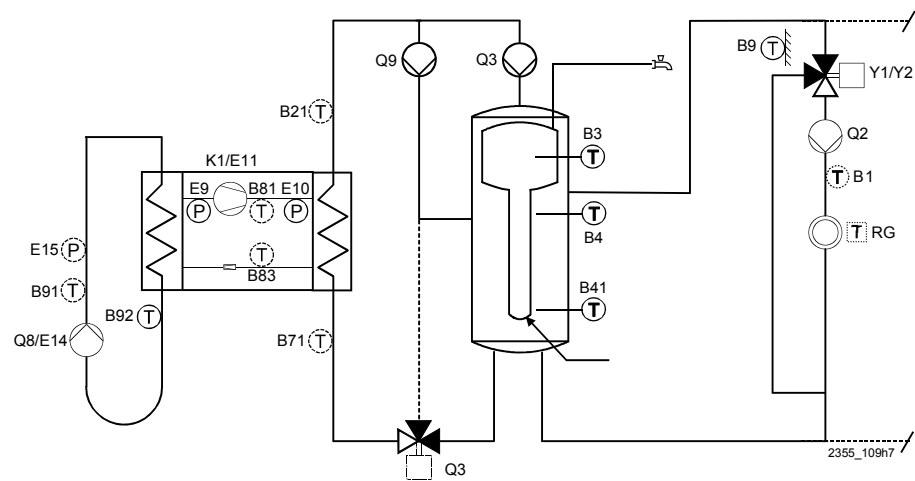 Q9
Q3
B9 T
Y1/Y2
B21 T
Q2
B3
T
K1/E11
E9 B81 E10
P T P
T B1
T
B4
T RG
E15 P
T
B83
B91 T
B41
T
B92 T
Q8/E14
B71 T
2355_109h7
Q3